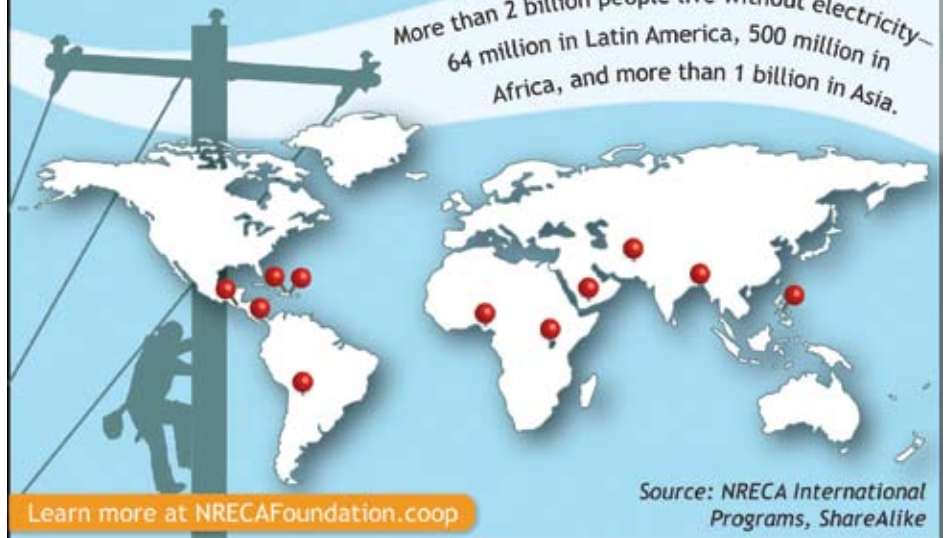 More than 2 billion people live without electricity—
64 million in Latin America, 500 million in
Africa, and more than 1 billion in Asia.
Learn more at NRECAFoundation.coop
Source: NRECA International
Programs, ShareAlike